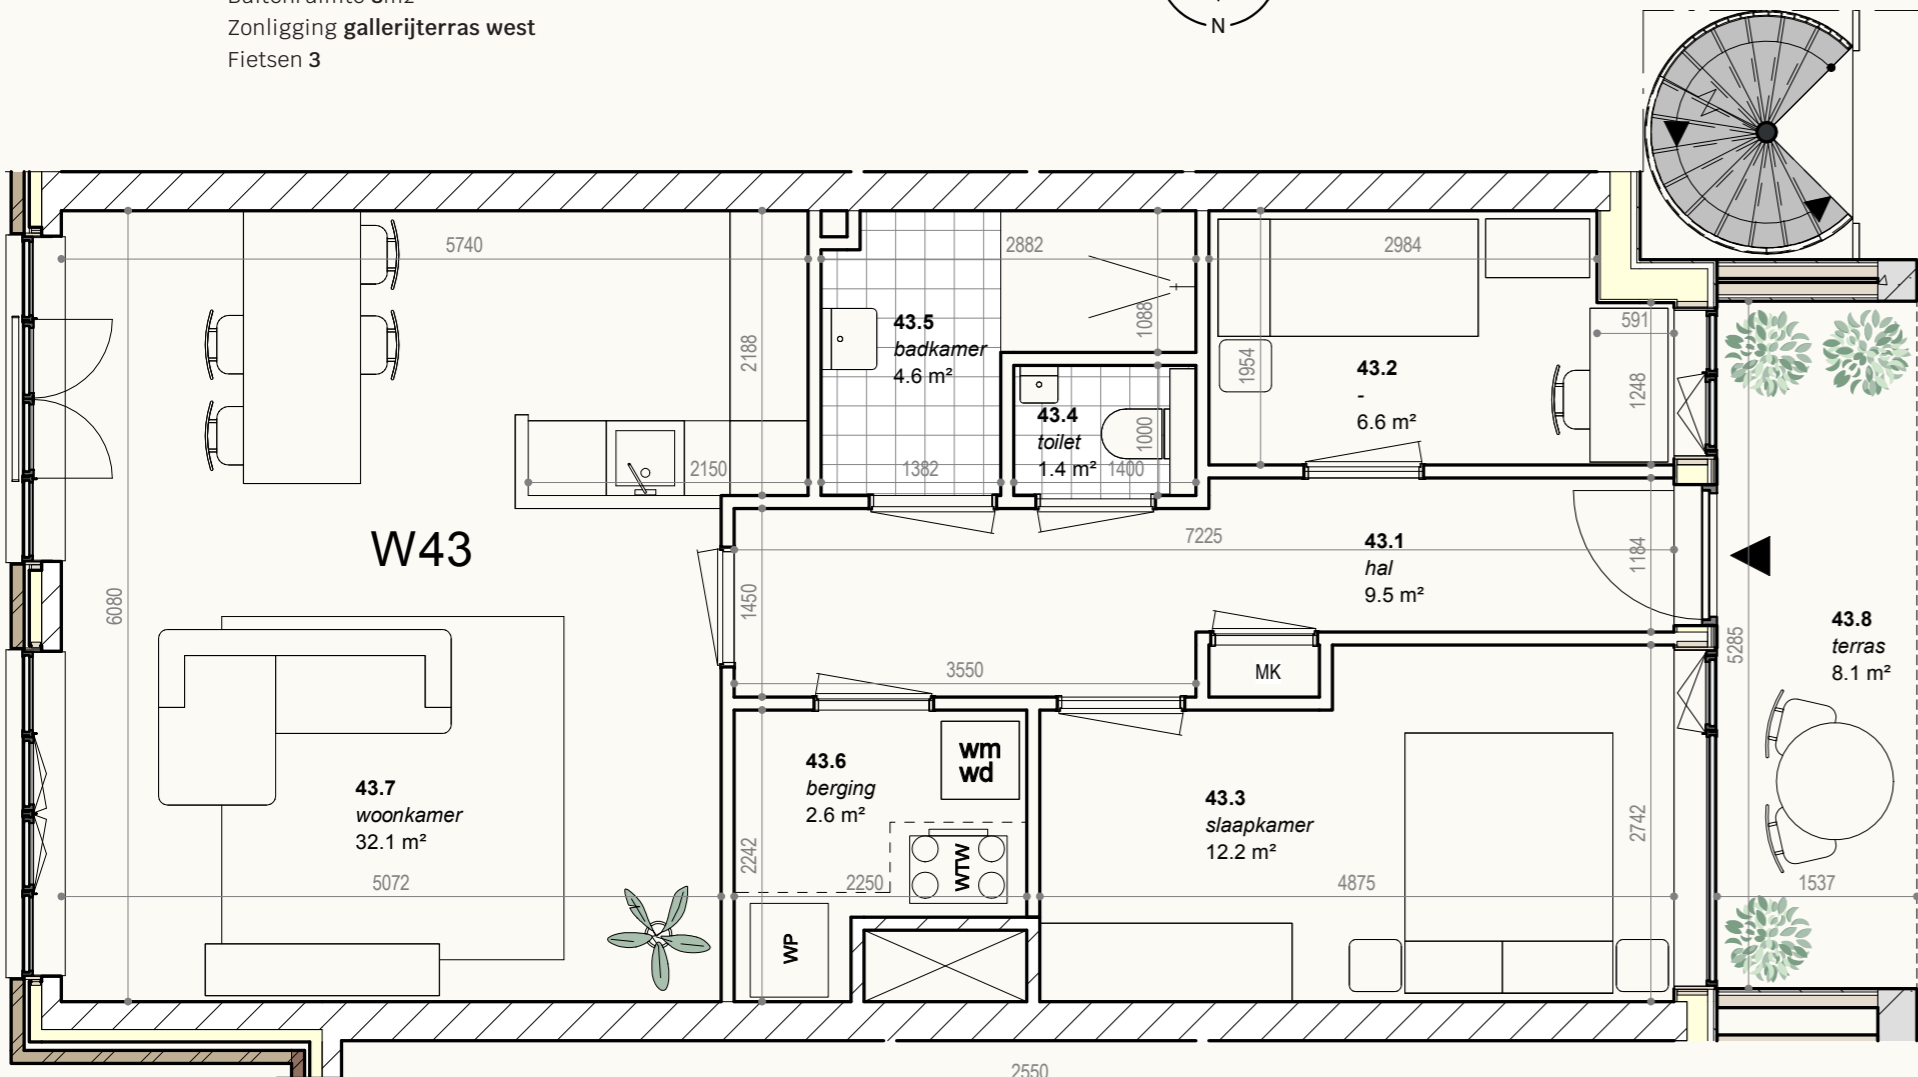 Buitenruimte 8m2
Zonligging gallerijterras west
Fietsen 3
N
5740
2882
2984
591
1088
2188
1954
1248
43.5
badkamer
4.6 m²
43.2
-
6.6 m²
43.4
toilet
1.4 m²
1000
1400
2150
1382
W43
7225
43.1
hal
9.5 m²
1184
6080
1450
3550
MK
5285
43.8
terras
8.1 m²
43.7
woonkamer
32.1 m²
43.6
berging
2.6 m²
wm
wd
43.3
slaapkamer
12.2 m²
2742
2242
WTW
5072
2250
4875
1537
WP
2550